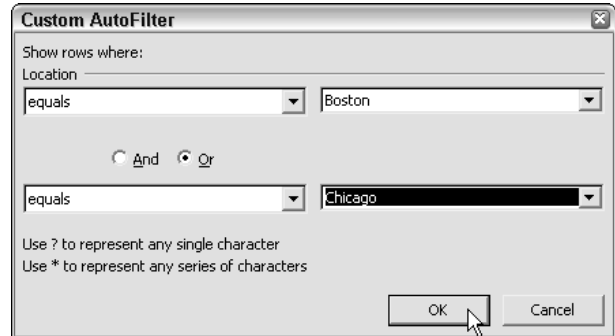 Custom AutoFilter
Show rows where:
Location
equals Boston
And Or
equals Chicago
Use ? to represent any single character
Use * to represent any series of characters
OK Cancel